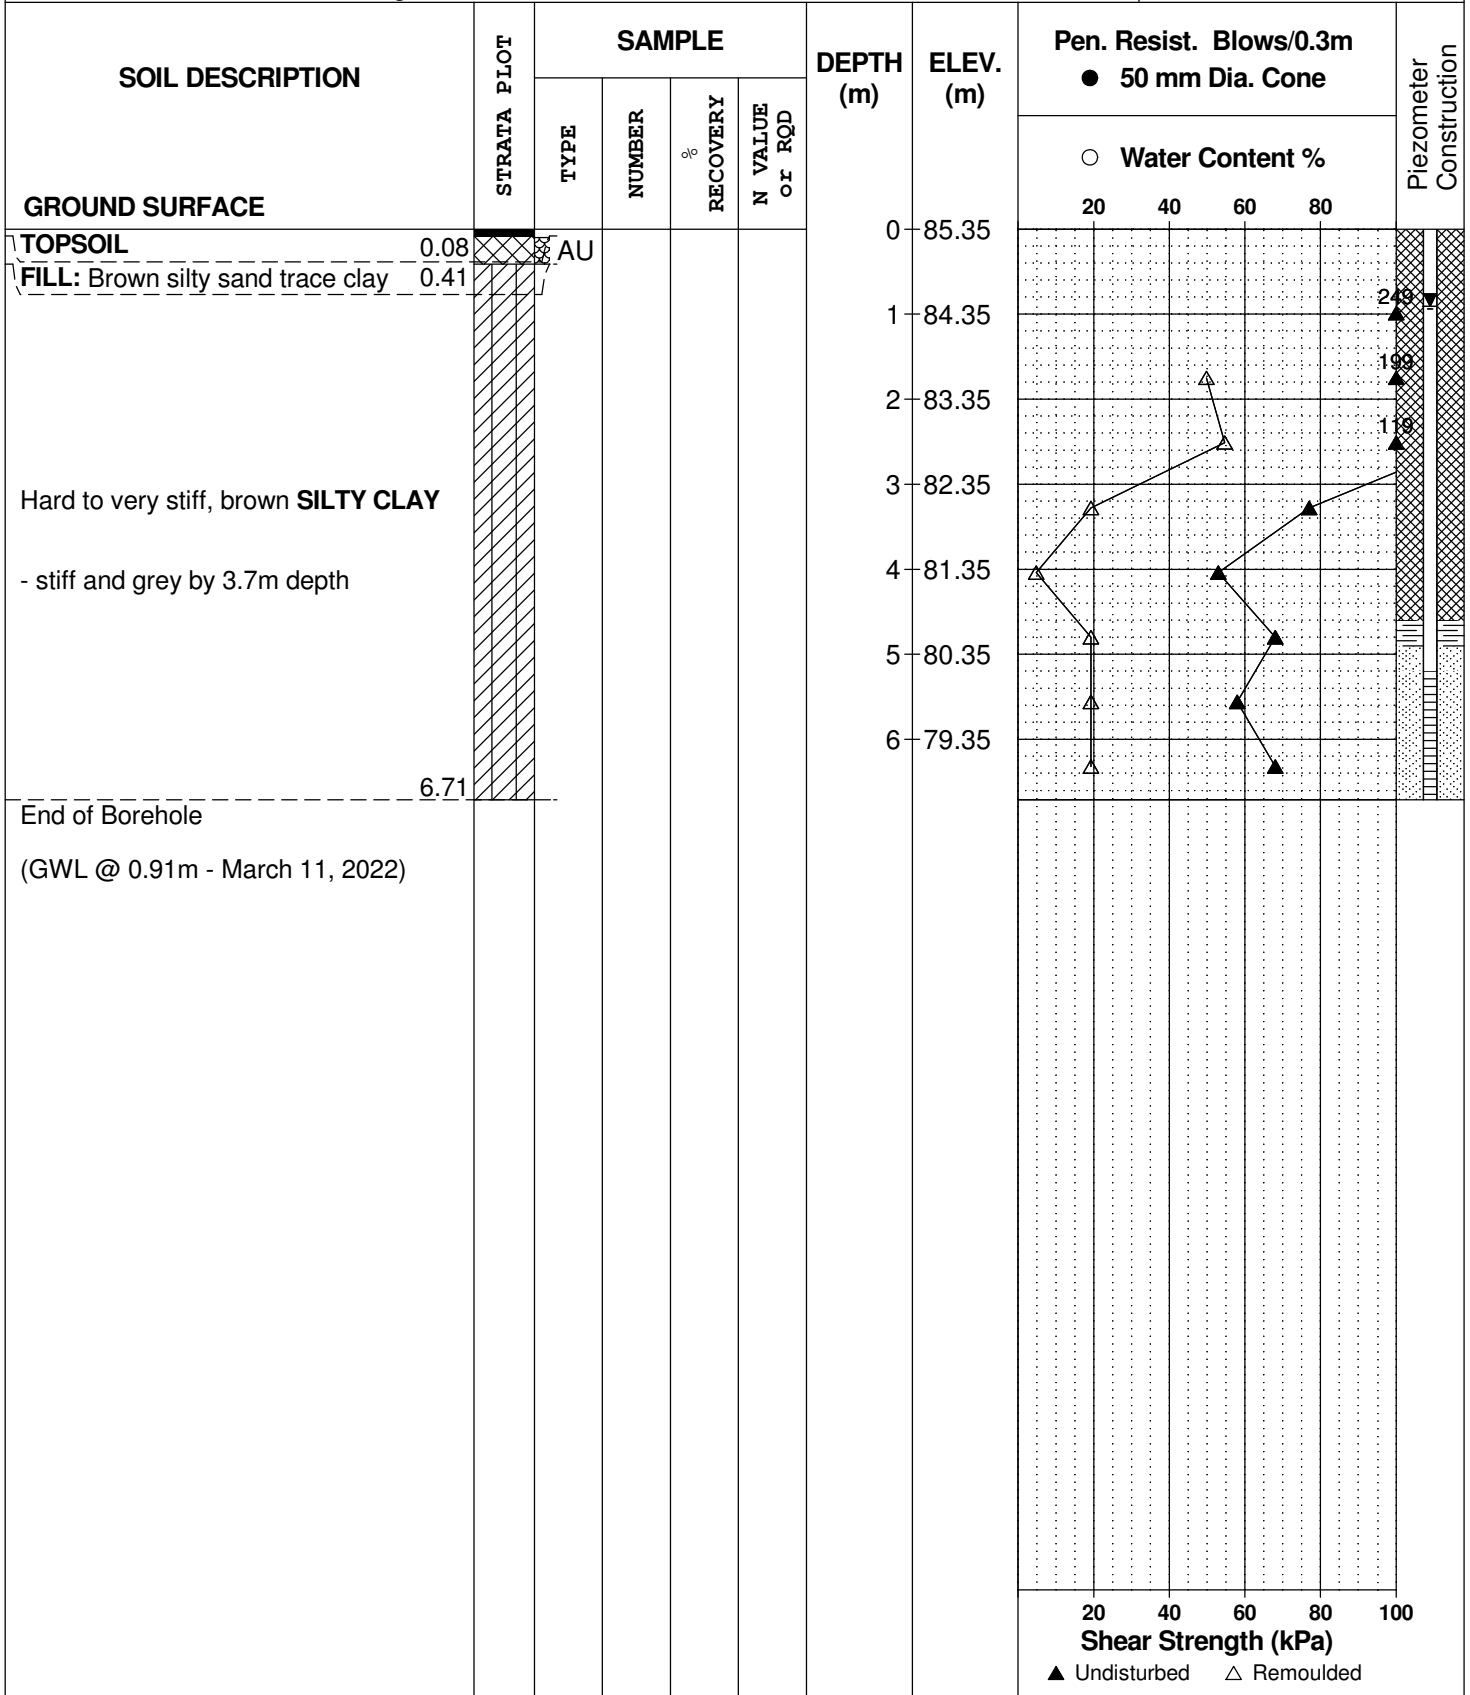 SOIL DESCRIPTION
GROUND SURFACE
STRATA PLOT
SAMPLE
TYPE
NUMBER
%
RECOVERY
N VALUE
or RQD
DEPTH
(m)
ELEV.
(m)
Pen. Resist. Blows/0.3m
● 50 mm Dia. Cone
○ Water Content %
20 40 60 80
Piezometer
Construction
TOPSOIL 0.08
FILL: Brown silty sand trace clay 0.41
AU
0 85.35
249
1 84.35
199
2 83.35
119
3 82.35
Hard to very stiff, brown SILTY CLAY
4 81.35
- stiff and grey by 3.7m depth
5 80.35
6 79.35
6.71
End of Borehole
(GWL @ 0.91m - March 11, 2022)
20 40 60 80 100
Shear Strength (kPa)
▲ Undisturbed △ Remoulded